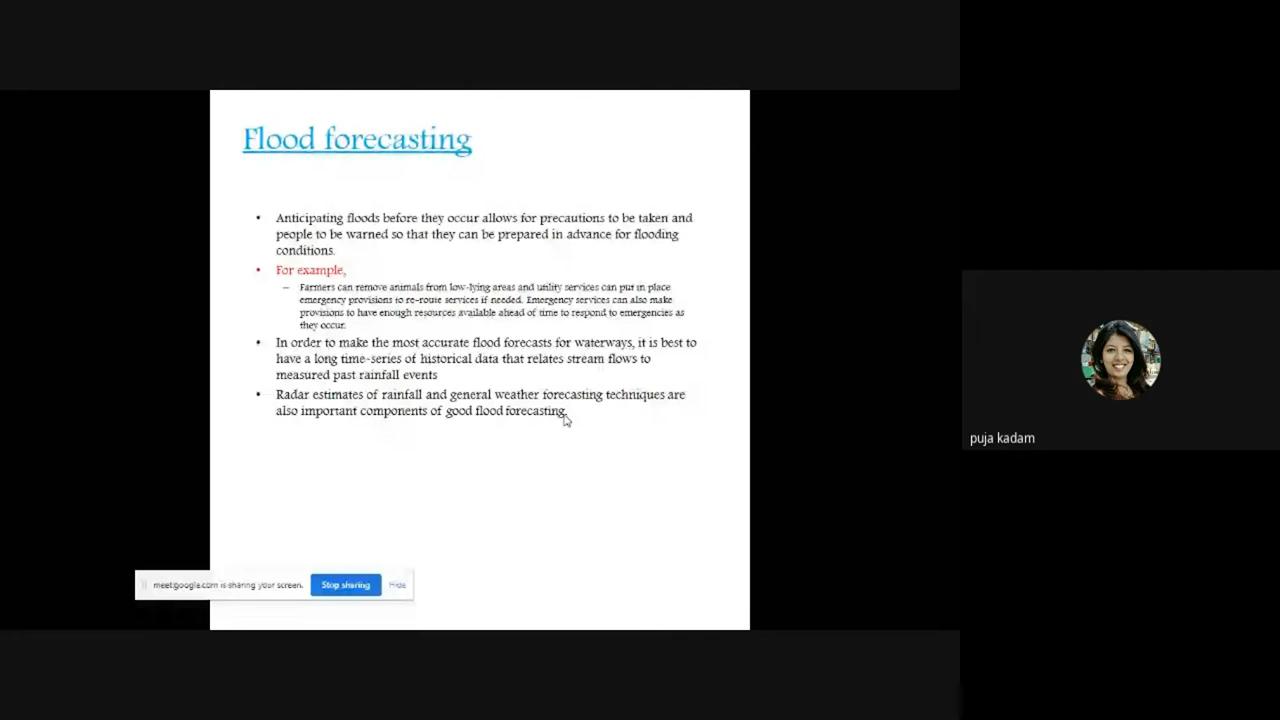 Flood forecasting
• Anticipating floods before they occur allows for precautions to be taken and
people to be warned so that they can be prepared in advance for flooding
conditions.
• For example,
– Farmers can remove animals from low-lying areas and utility services can put in place
emergency provisions to re-route services if needed. Emergency services can also make
provisions to have enough resources available ahead of time to respond to emergencies as
they occur.
• In order to make the most accurate flood forecasts for waterways, it is best to
have a long time-series of historical data that relates stream flows to
measured past rainfall events
• Radar estimates of rainfall and general weather forecasting techniques are
also important components of good flood forecasting.
meet.google.com is sharing your screen. Stop sharing Hide
puja kadam